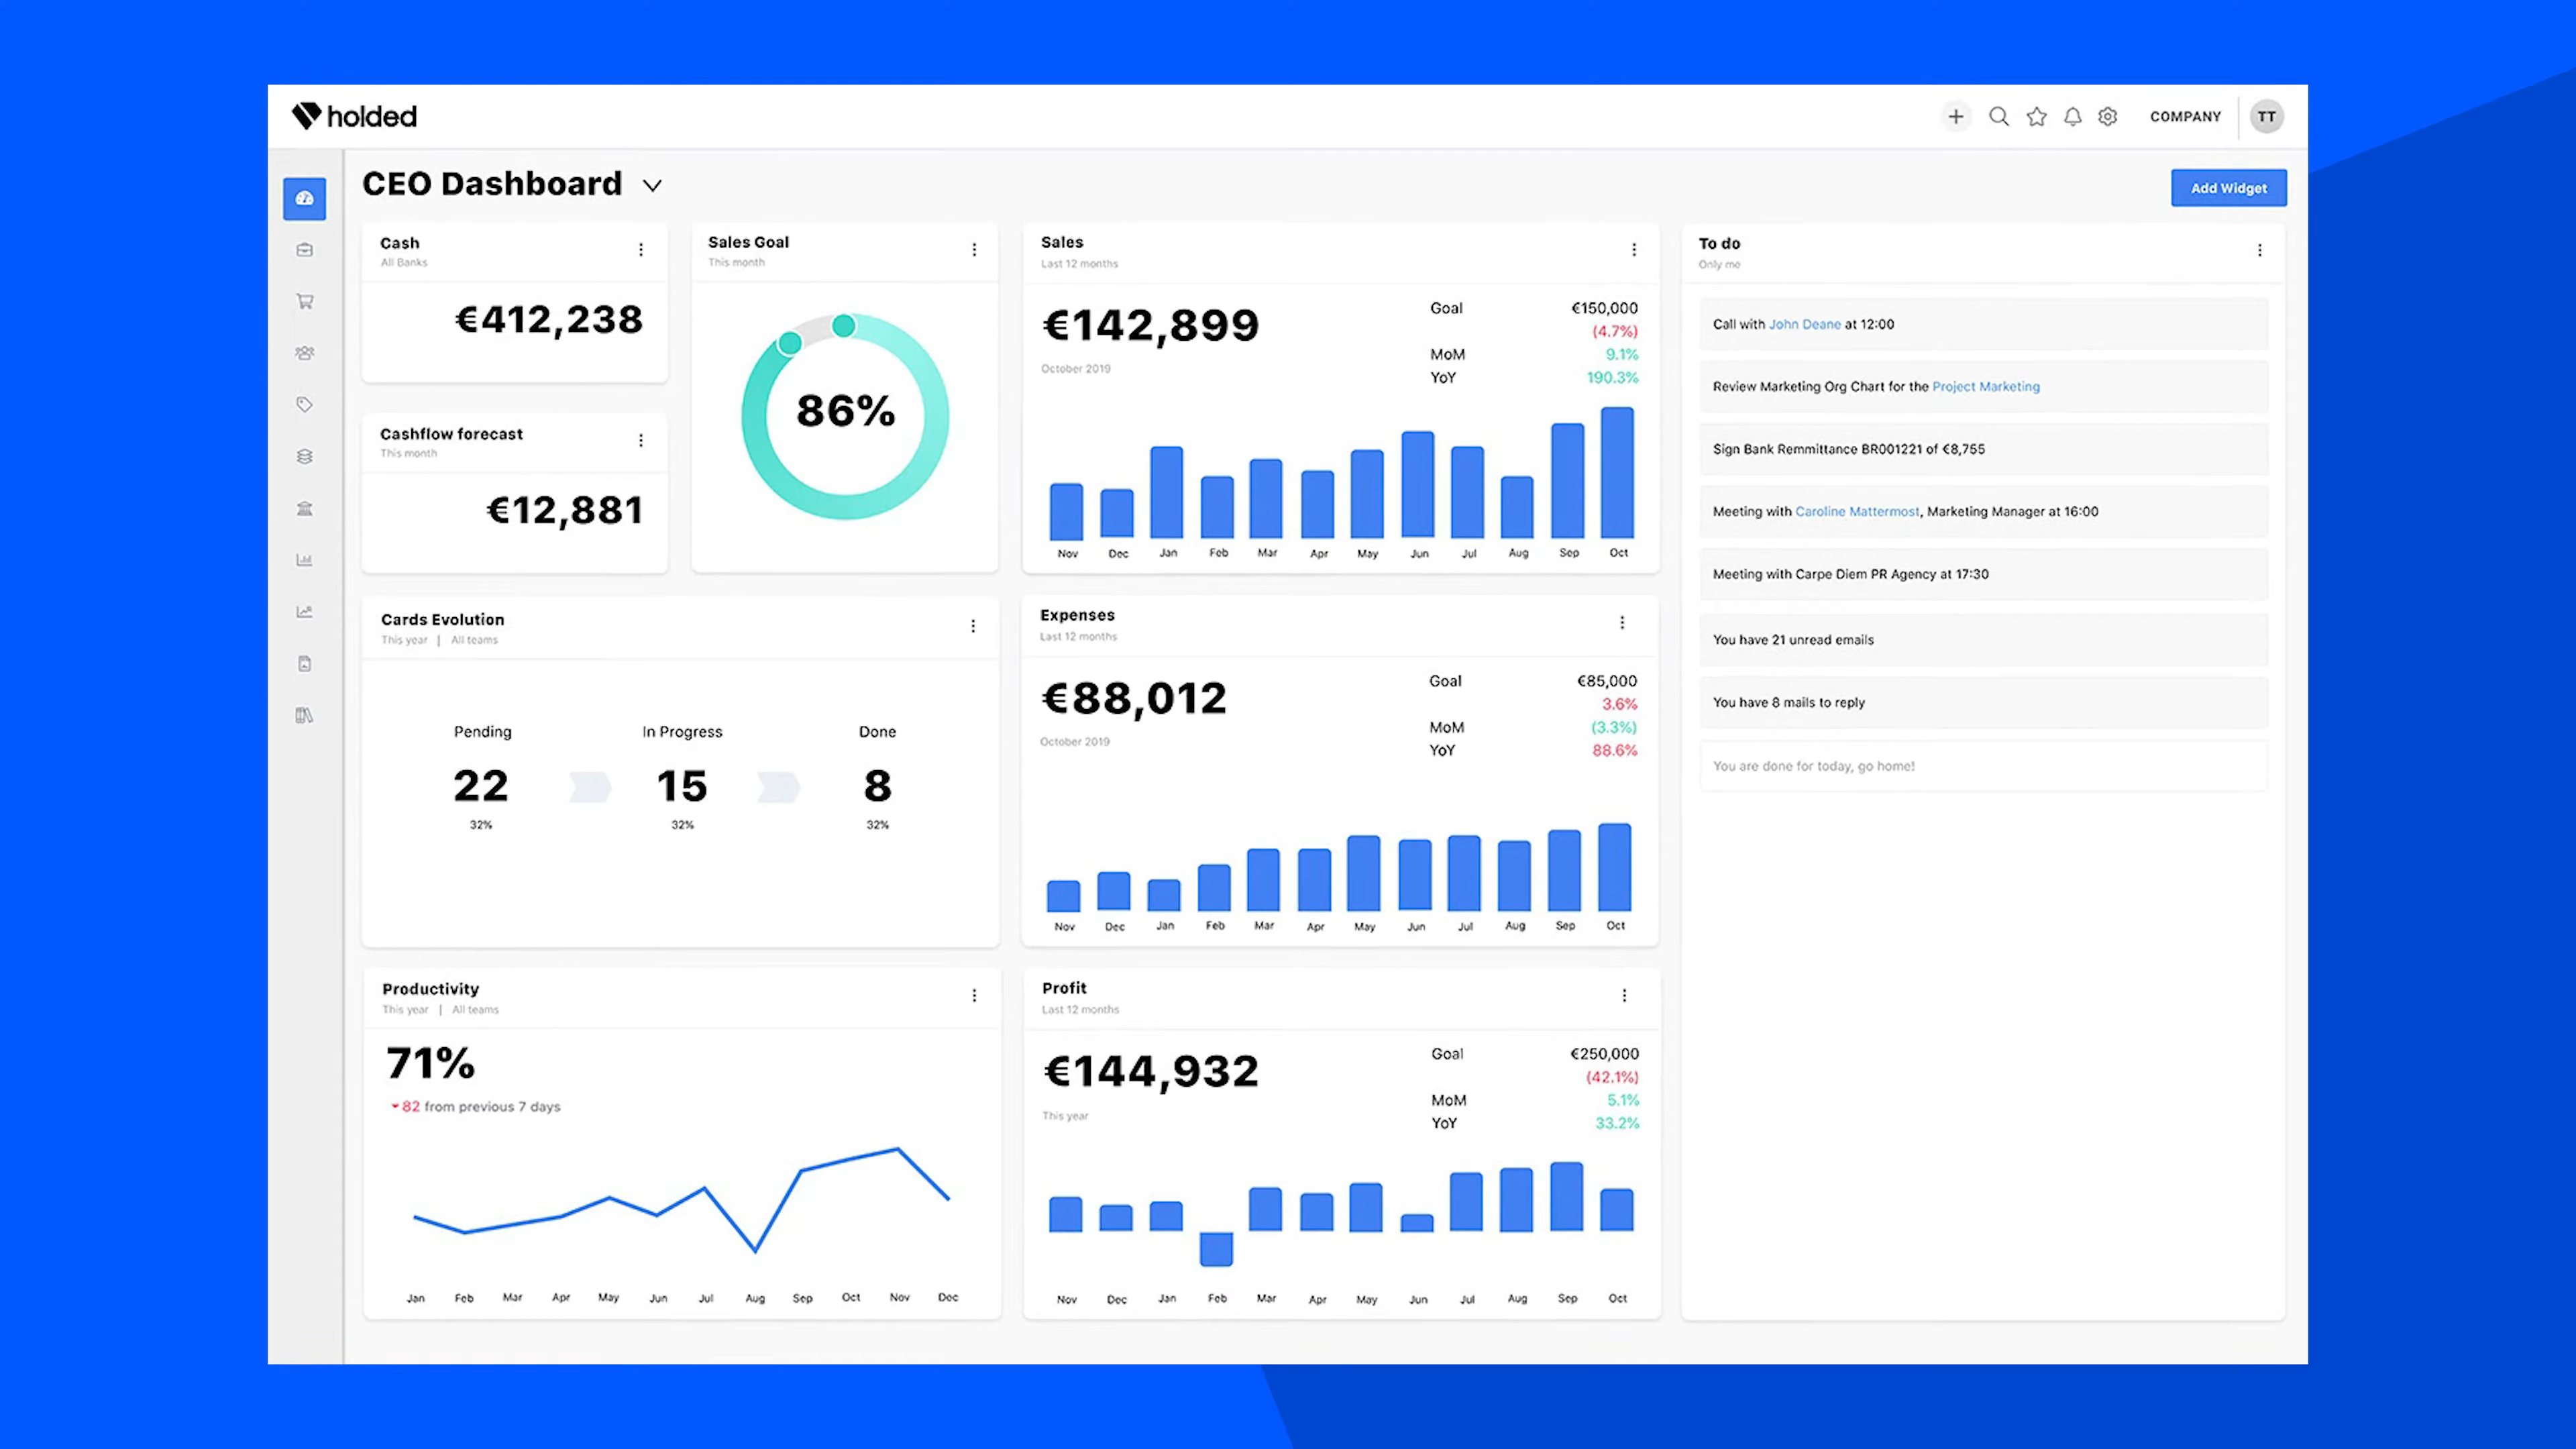 holded
COMPANY
TT
CEO Dashboard
Add Widget
Cash
All Banks
€412,238
Cashflow forecast
This month
€12,881
Sales Goal
This month
86%
Sales
Last 12 months
€142,899
October 2019
Goal €150,000
(4.7%)
MoM 9.1%
YoY 190.3%
Nov Dec Jan Feb Mar Apr May Jun Jul Aug Sep Oct
To do
Only me
Call with John Deane at 12:00
Review Marketing Org Chart for the Project Marketing
Sign Bank Remmittance BR001221 of €8,755
Meeting with Caroline Mattermost, Marketing Manager at 16:00
Meeting with Carpe Diem PR Agency at 17:30
You have 21 unread emails
You have 8 mails to reply
You are done for today, go home!
Cards Evolution
This year | All teams
Pending In Progress Done
22 15 8
32% 32% 32%
Expenses
Last 12 months
€88,012
October 2019
Goal €85,000
3.6%
MoM (3.3%)
YoY 88.6%
Nov Dec Jan Feb Mar Apr May Jun Jul Aug Sep Oct
Productivity
This year | All teams
71%
82 from previous 7 days
Jan Feb Mar Apr May Jun Jul Aug Sep Oct Nov Dec
Profit
Last 12 months
€144,932
This year
Goal €250,000
(42.1%)
MoM 5.1%
YoY 33.2%
Nov Dec Jan Feb Mar Apr May Jun Jul Aug Sep Oct